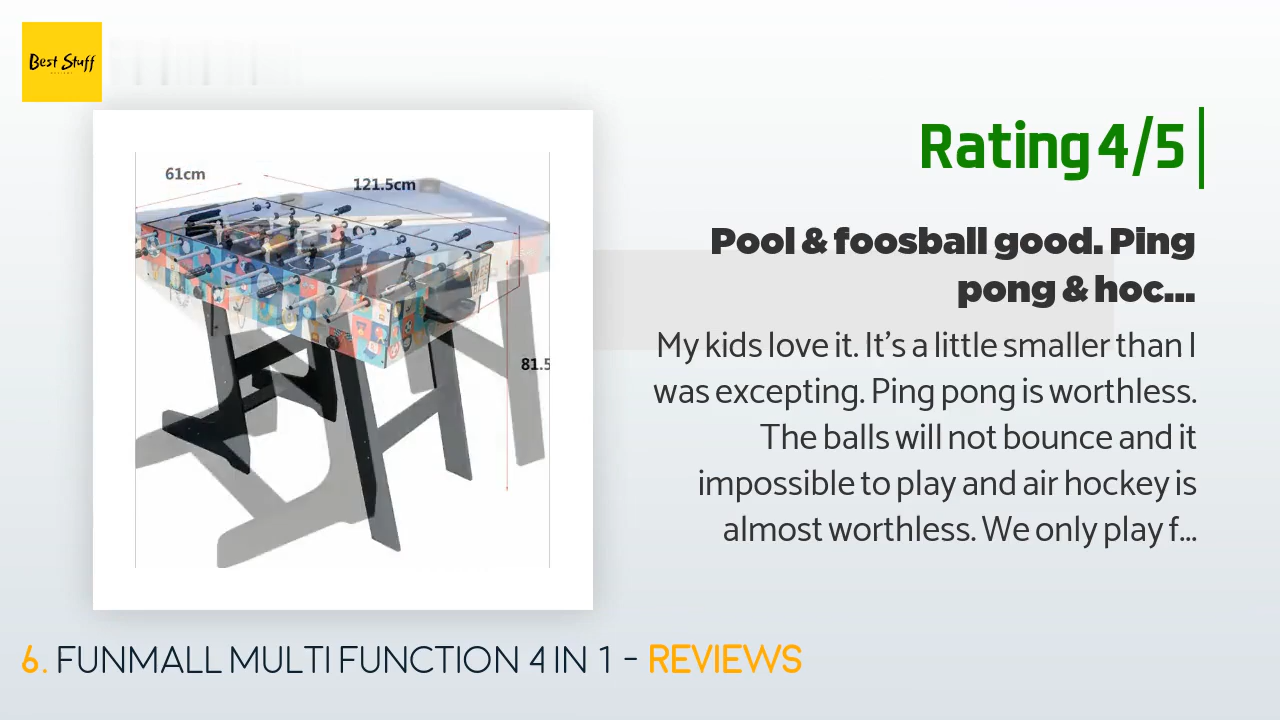 Best Stuff
61cm
121.5cm
81.5
Rating 4/5
Pool & foosball good. Ping
pong & hoc...
My kids love it. It's a little smaller than I
was excepting. Ping pong is worthless.
The balls will not bounce and it
impossible to play and air hockey is
almost worthless. We only play f...
6. FUNMALL MULTI FUNCTION 4 IN 1 - REVIEWS